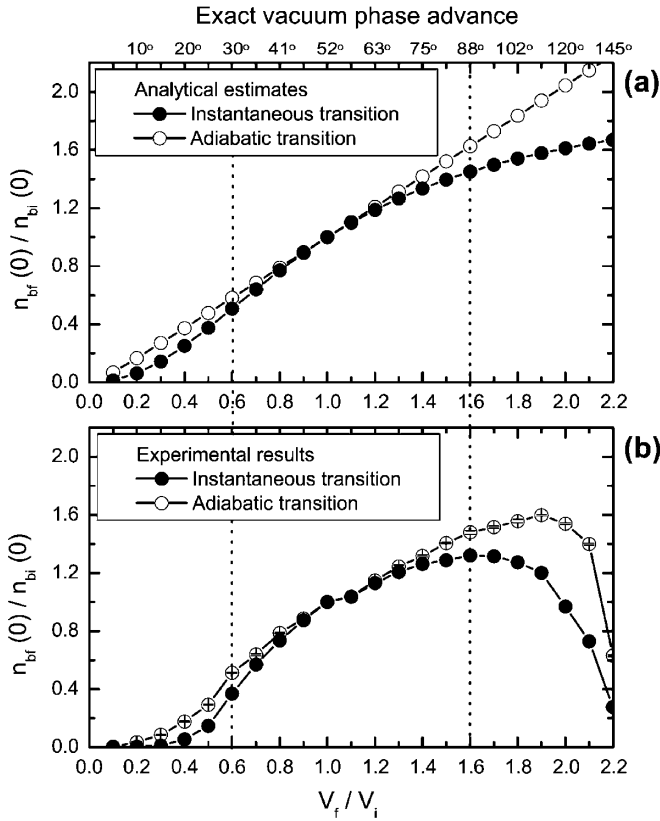 Exact vacuum phase advance
10° 20° 30° 41° 52° 63° 75° 88° 102° 120° 145°
(a)
Analytical estimates
Instantaneous transition
Adiabatic transition
2.0
1.6
1.2
0.8
0.4
0.0
n_bf (0) / n_bi (0)
0.0 0.2 0.4 0.6 0.8 1.0 1.2 1.4 1.6 1.8 2.0 2.2
(b)
Experimental results
Instantaneous transition
Adiabatic transition
2.0
1.6
1.2
0.8
0.4
0.0
n_bf (0) / n_bi (0)
0.0 0.2 0.4 0.6 0.8 1.0 1.2 1.4 1.6 1.8 2.0 2.2
V_f / V_i